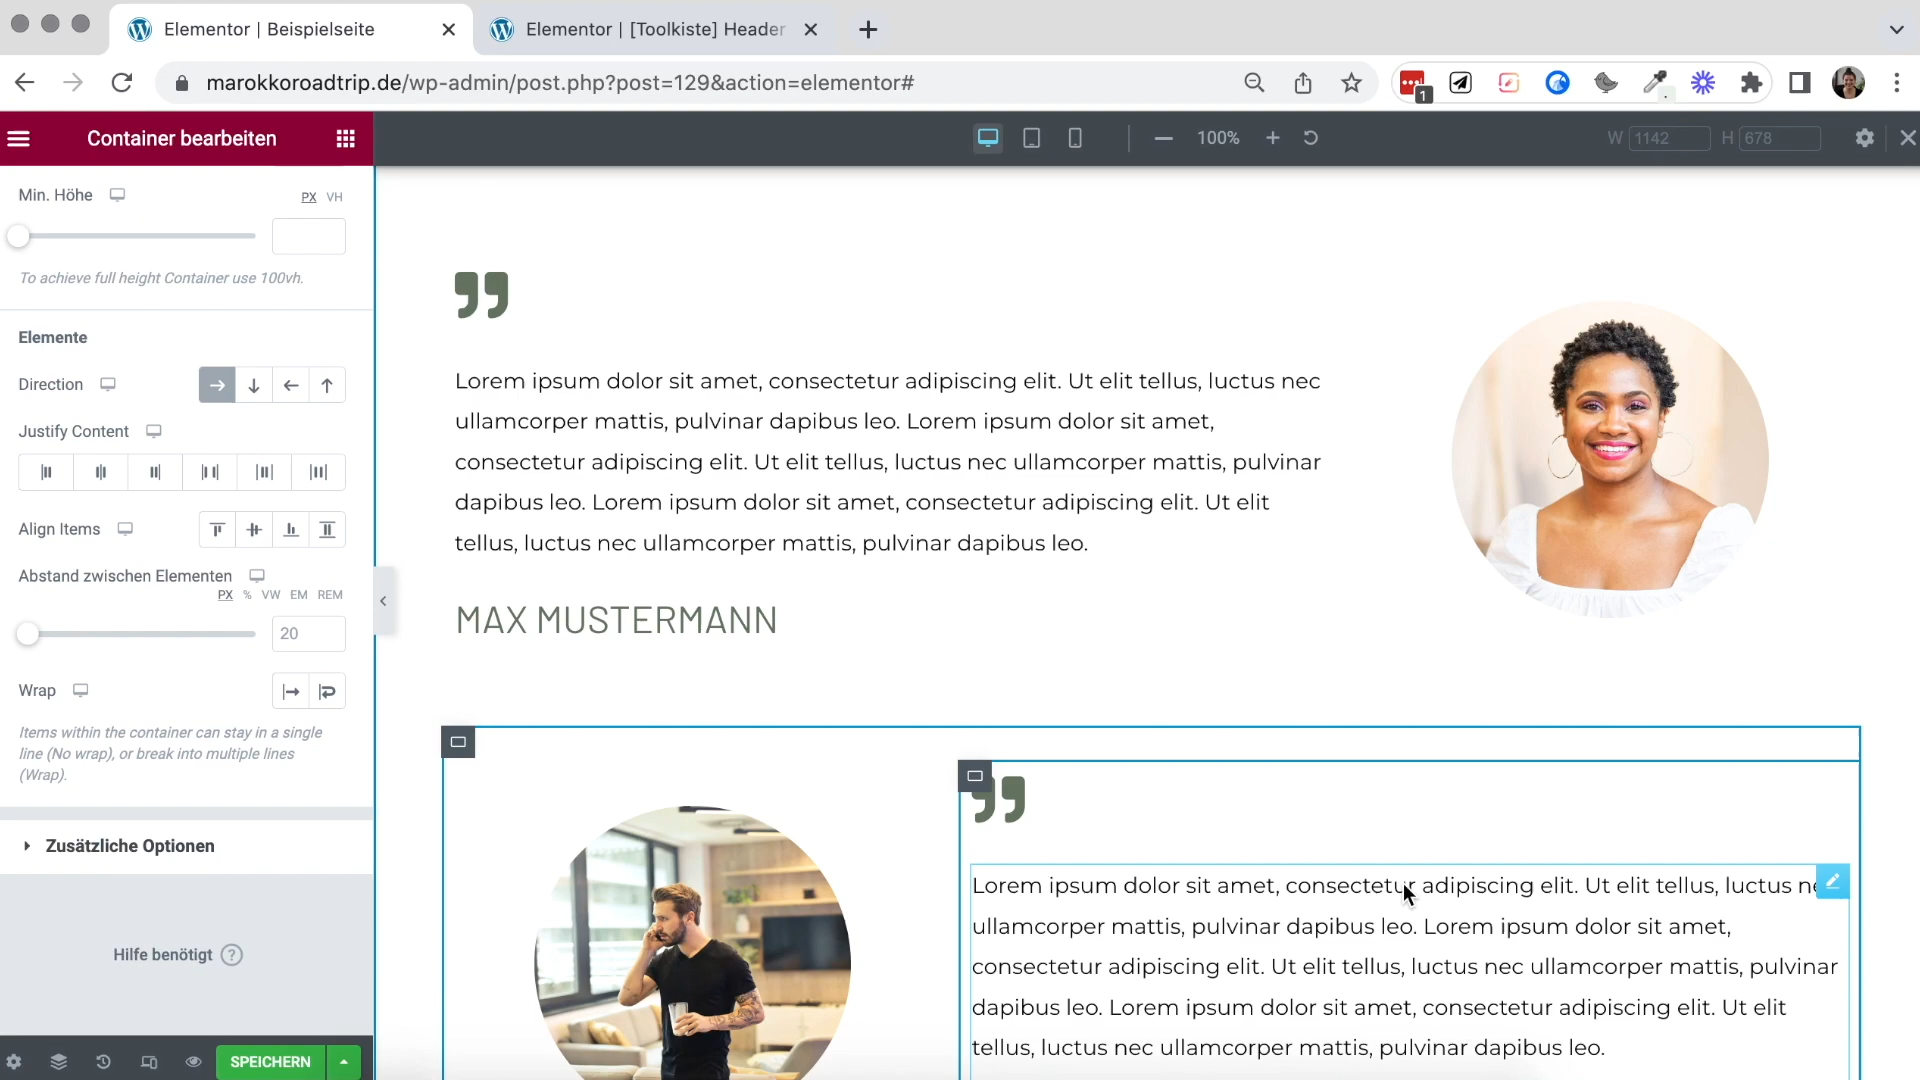 Elementor | Beispielseite
Elementor | [Toolkiste] Header
marokkoroadtrip.de/wp-admin/post.php?post=129&action=elementor#
1
Container bearbeiten
100%
W 1142 H 678
Min. Höhe
PX VH
To achieve full height Container use 100vh.
Elemente
Direction
Justify Content
Align Items
Abstand zwischen Elementen
PX % VW EM REM
20
Wrap
Items within the container can stay in a single
line (No wrap), or break into multiple lines
(Wrap).
Zusätzliche Optionen
Hilfe benötigt ?
SPEICHERN
Lorem ipsum dolor sit amet, consectetur adipiscing elit. Ut elit tellus, luctus nec
ullamcorper mattis, pulvinar dapibus leo. Lorem ipsum dolor sit amet,
consectetur adipiscing elit. Ut elit tellus, luctus nec ullamcorper mattis, pulvinar
dapibus leo. Lorem ipsum dolor sit amet, consectetur adipiscing elit. Ut elit
tellus, luctus nec ullamcorper mattis, pulvinar dapibus leo.
MAX MUSTERMANN
Lorem ipsum dolor sit amet, consectetur adipiscing elit. Ut elit tellus, luctus
ullamcorper mattis, pulvinar dapibus leo. Lorem ipsum dolor sit amet,
consectetur adipiscing elit. Ut elit tellus, luctus nec ullamcorper mattis, pulvinar
dapibus leo. Lorem ipsum dolor sit amet, consectetur adipiscing elit. Ut elit
tellus, luctus nec ullamcorper mattis, pulvinar dapibus leo.